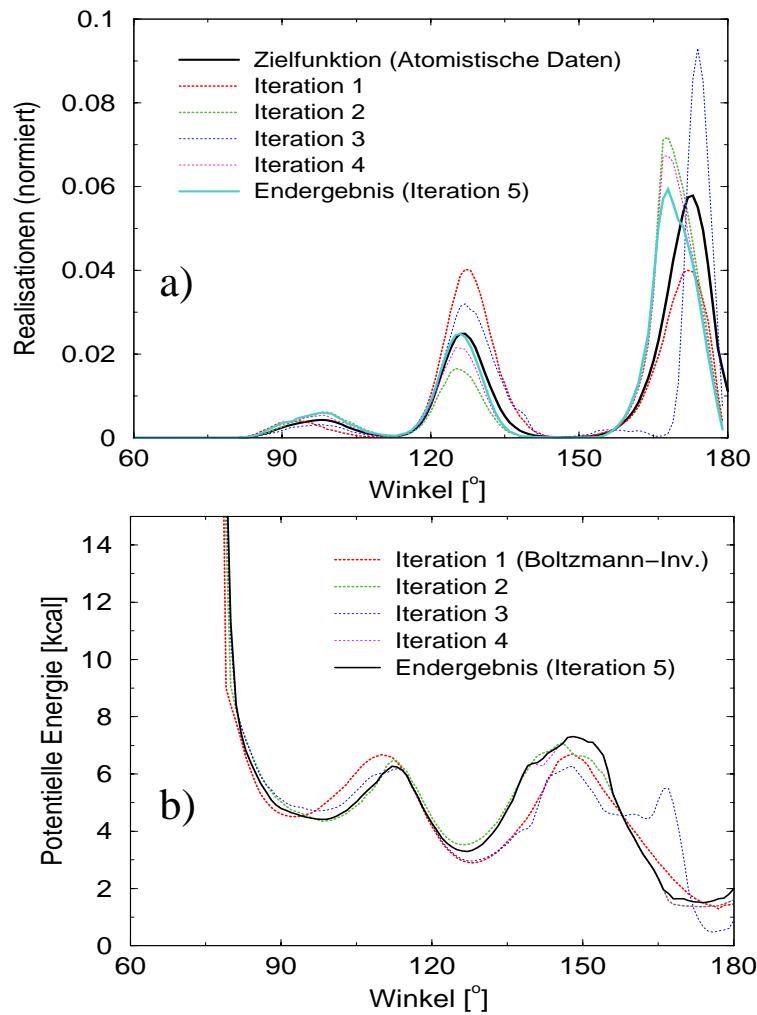 0.1
0.08
0.06
0.04
0.02
0
Realisationen (normiert)
Zielfunktion (Atomistische Daten)
Iteration 1
Iteration 2
Iteration 3
Iteration 4
Endergebnis (Iteration 5)
a)
60 90 120 150 180
Winkel [°]
14
12
10
8
6
4
2
0
Potentielle Energie [kcal]
Iteration 1 (Boltzmann−Inv.)
Iteration 2
Iteration 3
Iteration 4
Endergebnis (Iteration 5)
b)
60 90 120 150 180
Winkel [°]